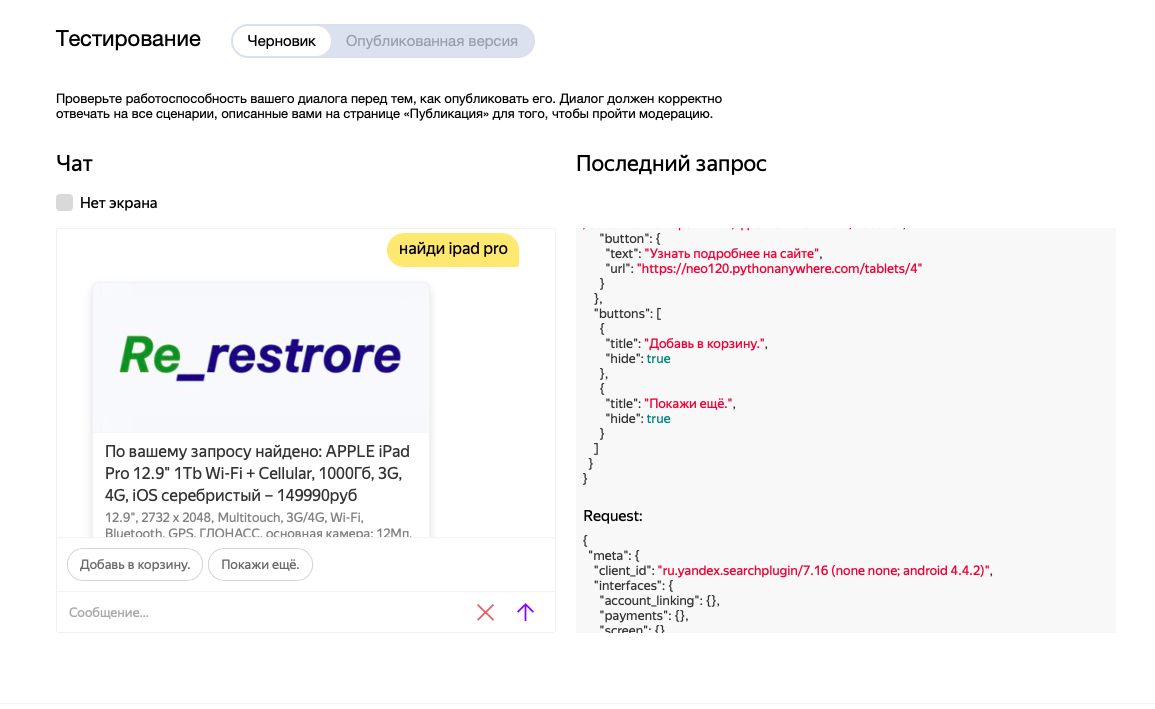 Тестирование
Черновик
Опубликованная версия
Проверьте работоспособность вашего диалога перед тем, как опубликовать его. Диалог должен корректно
отвечать на все сценарии, описанные вами на странице «Публикация» для того, чтобы пройти модерацию.
Чат
Нет экрана
найди ipad pro
Re_restrore
По вашему запросу найдено: APPLE iPad
Pro 12.9" 1Tb Wi-Fi + Cellular, 1000Гб, 3G,
4G, iOS серебристый – 149990руб
12.9", 2732 x 2048, Multitouch, 3G/4G, Wi-Fi,
Bluetooth, GPS, ГЛОНАСС, основная камера: 12Мп,
Добавь в корзину.
Покажи ещё.
Сообщение...
Последний запрос
"button": {
"text": "Узнать подробнее на сайте",
"url": "https://neo120.pythonanywhere.com/tablets/4"
}
},
"buttons": [
{
"title": "Добавь в корзину.",
"hide": true
},
{
"title": "Покажи ещё.",
"hide": true
}
]
}
}
Request:
{
"meta": {
"client_id": "ru.yandex.searchplugin/7.16 (none none; android 4.4.2)",
"interfaces": {
"account_linking": {},
"payments": {},
"screen": {}